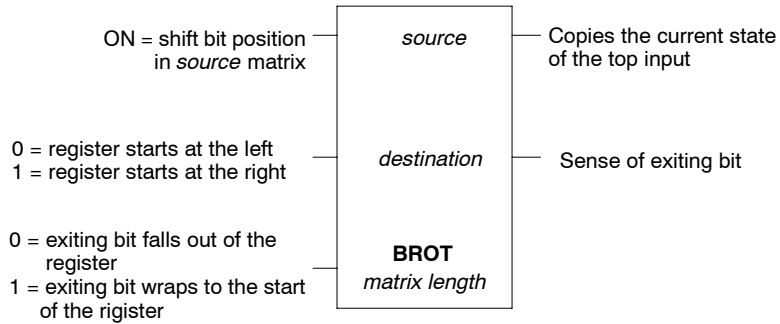 ON = shift bit position
in source matrix
source
Copies the current state
of the top input
0 = register starts at the left
1 = register starts at the right
destination
Sense of exiting bit
0 = exiting bit falls out of the
register
1 = exiting bit wraps to the start
of the rigister
BROT
matrix length